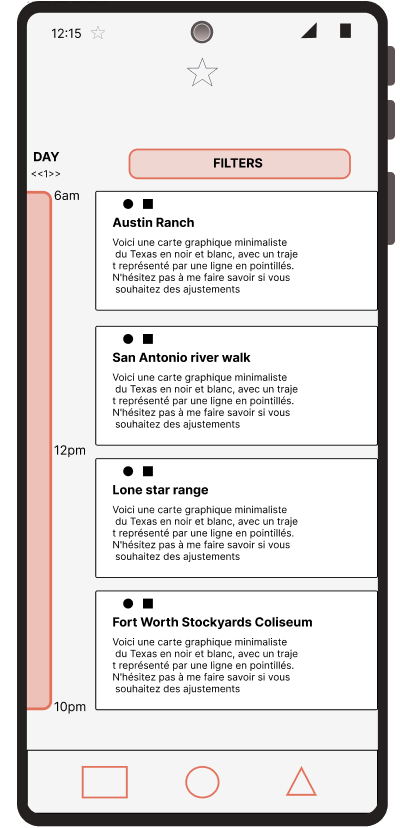 12:15
DAY
<<1>>
FILTERS
6am
Austin Ranch
Voici une carte graphique minimaliste
du Texas en noir et blanc, avec un traje
t représenté par une ligne en pointillés.
N'hésitez pas à me faire savoir si vous
souhaitez des ajustements
San Antonio river walk
Voici une carte graphique minimaliste
du Texas en noir et blanc, avec un traje
t représenté par une ligne en pointillés.
N'hésitez pas à me faire savoir si vous
souhaitez des ajustements
12pm
Lone star range
Voici une carte graphique minimaliste
du Texas en noir et blanc, avec un traje
t représenté par une ligne en pointillés.
N'hésitez pas à me faire savoir si vous
souhaitez des ajustements
Fort Worth Stockyards Coliseum
Voici une carte graphique minimaliste
du Texas en noir et blanc, avec un traje
t représenté par une ligne en pointillés.
N'hésitez pas à me faire savoir si vous
souhaitez des ajustements
10pm